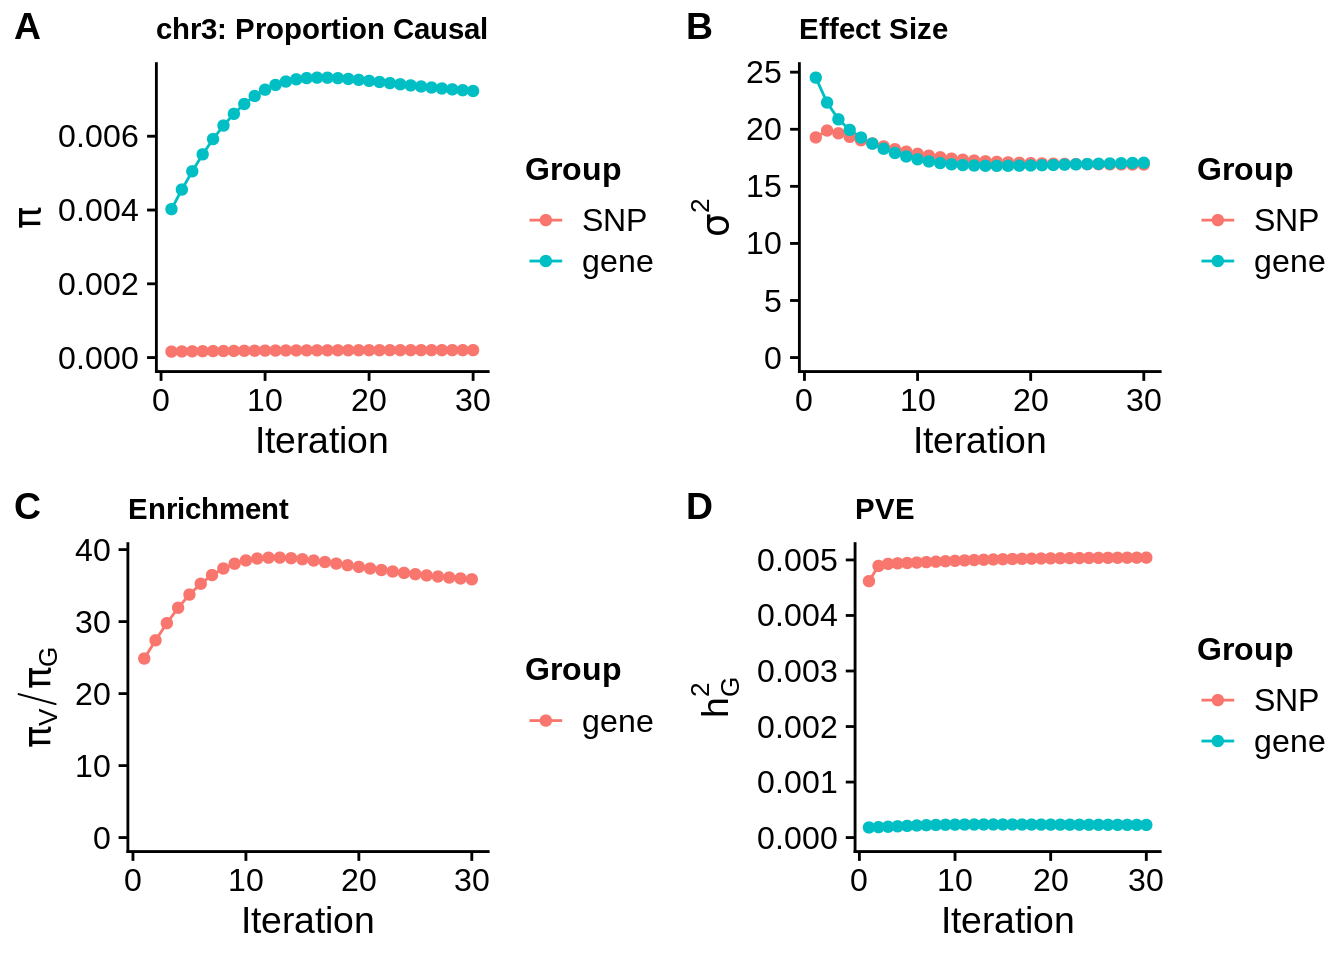 A
chr3: Proportion Causal
π
0.006
0.004
0.002
0.000
0
10
20
30
Iteration
Group
SNP
gene
B
Effect Size
σ²
25
20
15
10
5
0
0
10
20
30
Iteration
Group
SNP
gene
C
Enrichment
π_V/π_G
40
30
20
10
0
0
10
20
30
Iteration
Group
gene
D
PVE
h²_G
0.005
0.004
0.003
0.002
0.001
0.000
0
10
20
30
Iteration
Group
SNP
gene